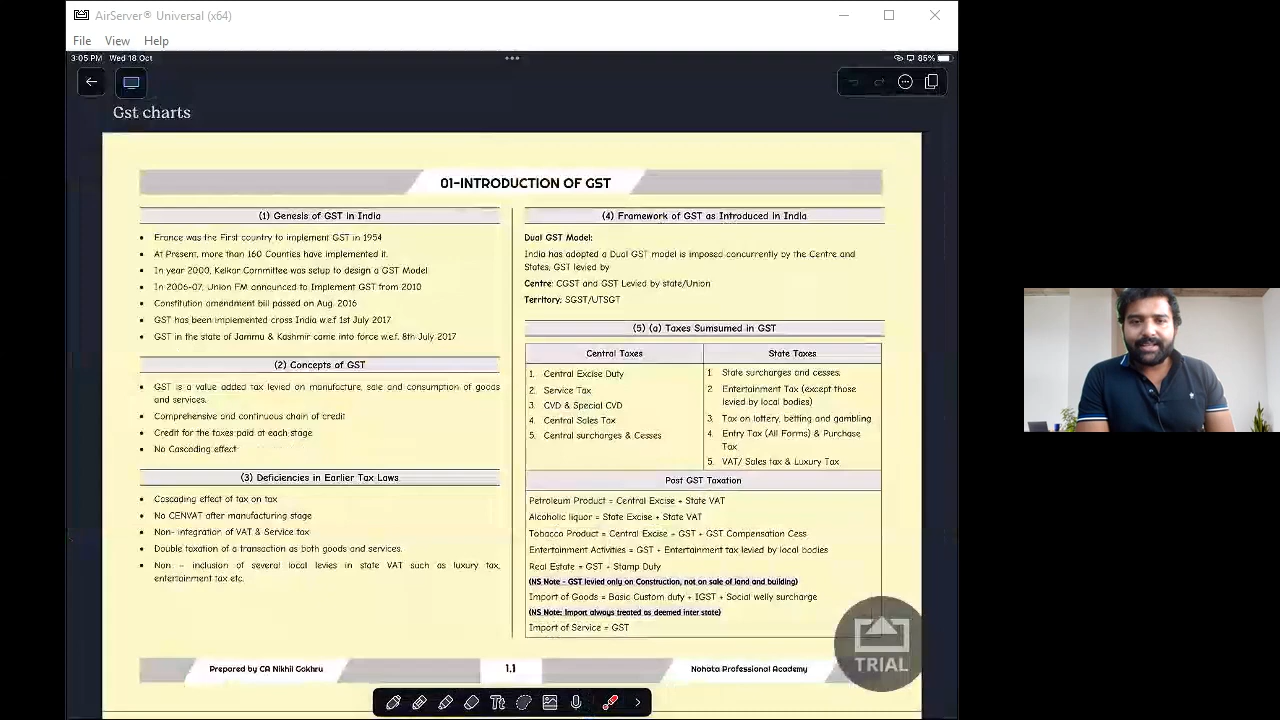 AirServer® Universal (x64)
File View Help
3:05 PM Wed 18 Oct
85%
Gst charts
01-INTRODUCTION OF GST
(1) Genesis of GST in India
• France was the First country to implement GST in 1954
• At Present, more than 160 Counties have implemented it.
• In year 2000, Kelkar Committee was setup to design a GST Model
• In 2006-07, Union FM announced to Implement GST from 2010
• Constitution amendment bill passed on Aug. 2016
• GST has been implemented cross India w.e.f 1st July 2017
• GST in the state of Jammu & Kashmir came into force w.e.f. 8th July 2017
(2) Concepts of GST
• GST is a value added tax levied on manufacture, sale and consumption of goods
and services.
• Comprehensive and continuous chain of credit
• Credit for the taxes paid at each stage
• No Cascading effect
(3) Deficiencies in Earlier Tax Laws
• Cascading effect of tax on tax
• No CENVAT after manufacturing stage
• Non- integration of VAT & Service tax
• Double taxation of a transaction as both goods and services.
• Non - inclusion of several local levies in state VAT such as luxury tax,
entertainment tax etc.
(4) Framework of GST as Introduced in India
Dual GST Model:
India has adopted a Dual GST model is imposed concurrently by the Centre and
States, GST levied by
Centre: CGST and GST Levied by state/Union
Territory: SGST/UTSGT
(5) (a) Taxes Sumsumed in GST
Central Taxes
1. Central Excise Duty
2. Service Tax
3. CVD & Special CVD
4. Central Sales Tax
5. Central surcharges & Cesses
State Taxes
1. State surcharges and cesses.
2. Entertainment Tax (except those
levied by local bodies)
3. Tax on lottery, betting and gambling
4. Entry Tax (All Forms) & Purchase
Tax
5. VAT/ Sales tax & Luxury Tax
Post GST Taxation
Petroleum Product = Central Excise + State VAT
Alcoholic liquor = State Excise + State VAT
Tobacco Product = Central Excise + GST + GST Compensation Cess
Entertainment Activities = GST + Entertainment tax levied by local bodies
Real Estate = GST + Stamp Duty
(NS Note - GST levied only on Construction, not on sale of land and building)
Import of Goods = Basic Custom duty + IGST + Social welly surcharge
(NS Note: Import always treated as deemed inter state)
Import of Service = GST
TRIAL
Prepared by CA Nikhil Gokhru
1.1
Nahata Professional Academy